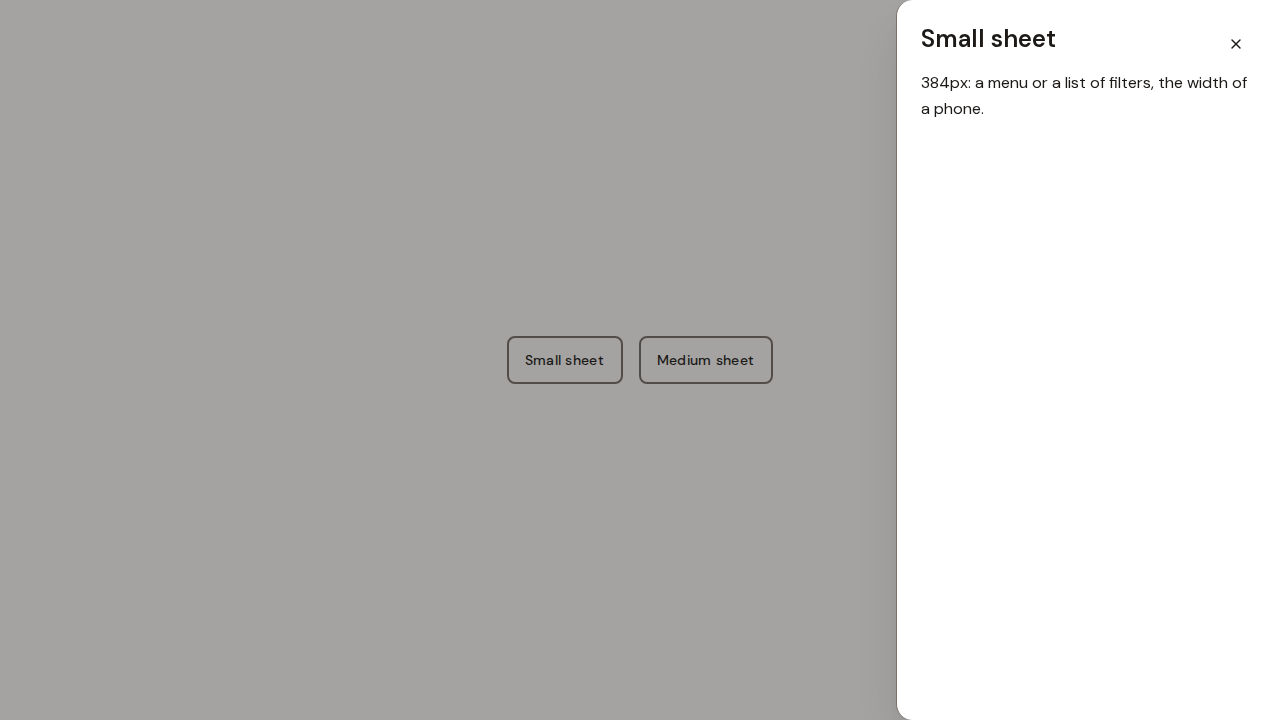 Small sheet
384px: a menu or a list of filters, the width of
a phone.
Small sheet
Medium sheet